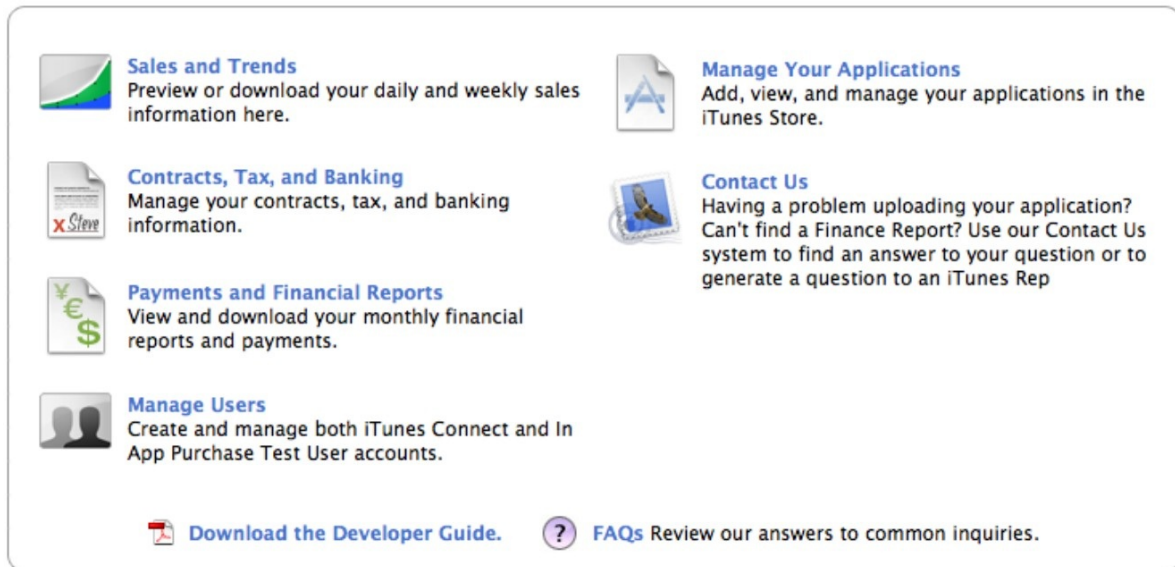 Sales and Trends
Preview or download your daily and weekly sales
information here.
Contracts, Tax, and Banking
Manage your contracts, tax, and banking
information.
X Steve
Payments and Financial Reports
View and download your monthly financial
reports and payments.
¥
€
$
Manage Users
Create and manage both iTunes Connect and In
App Purchase Test User accounts.
Manage Your Applications
Add, view, and manage your applications in the
iTunes Store.
Contact Us
Having a problem uploading your application?
Can't find a Finance Report? Use our Contact Us
system to find an answer to your question or to
generate a question to an iTunes Rep
Download the Developer Guide.
? FAQs Review our answers to common inquiries.